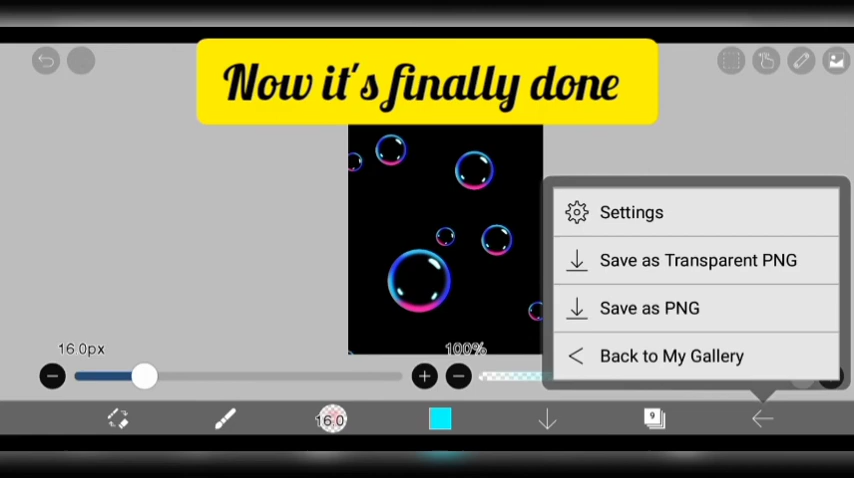 Now it's finally done
Settings
Save as Transparent PNG
Save as PNG
Back to My Gallery
16.0px
100%
16.0
9